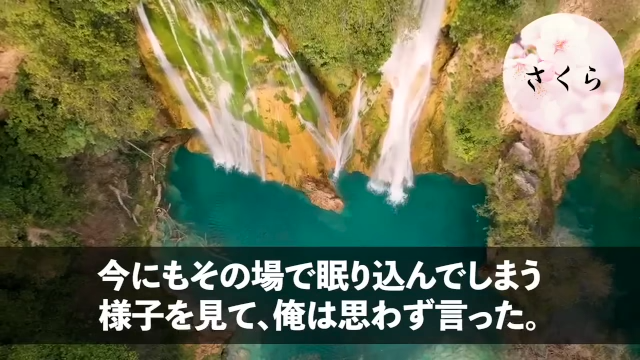 さくら
今にもその場で眠り込んでしまう
様子を見て、俺は思わず言った。